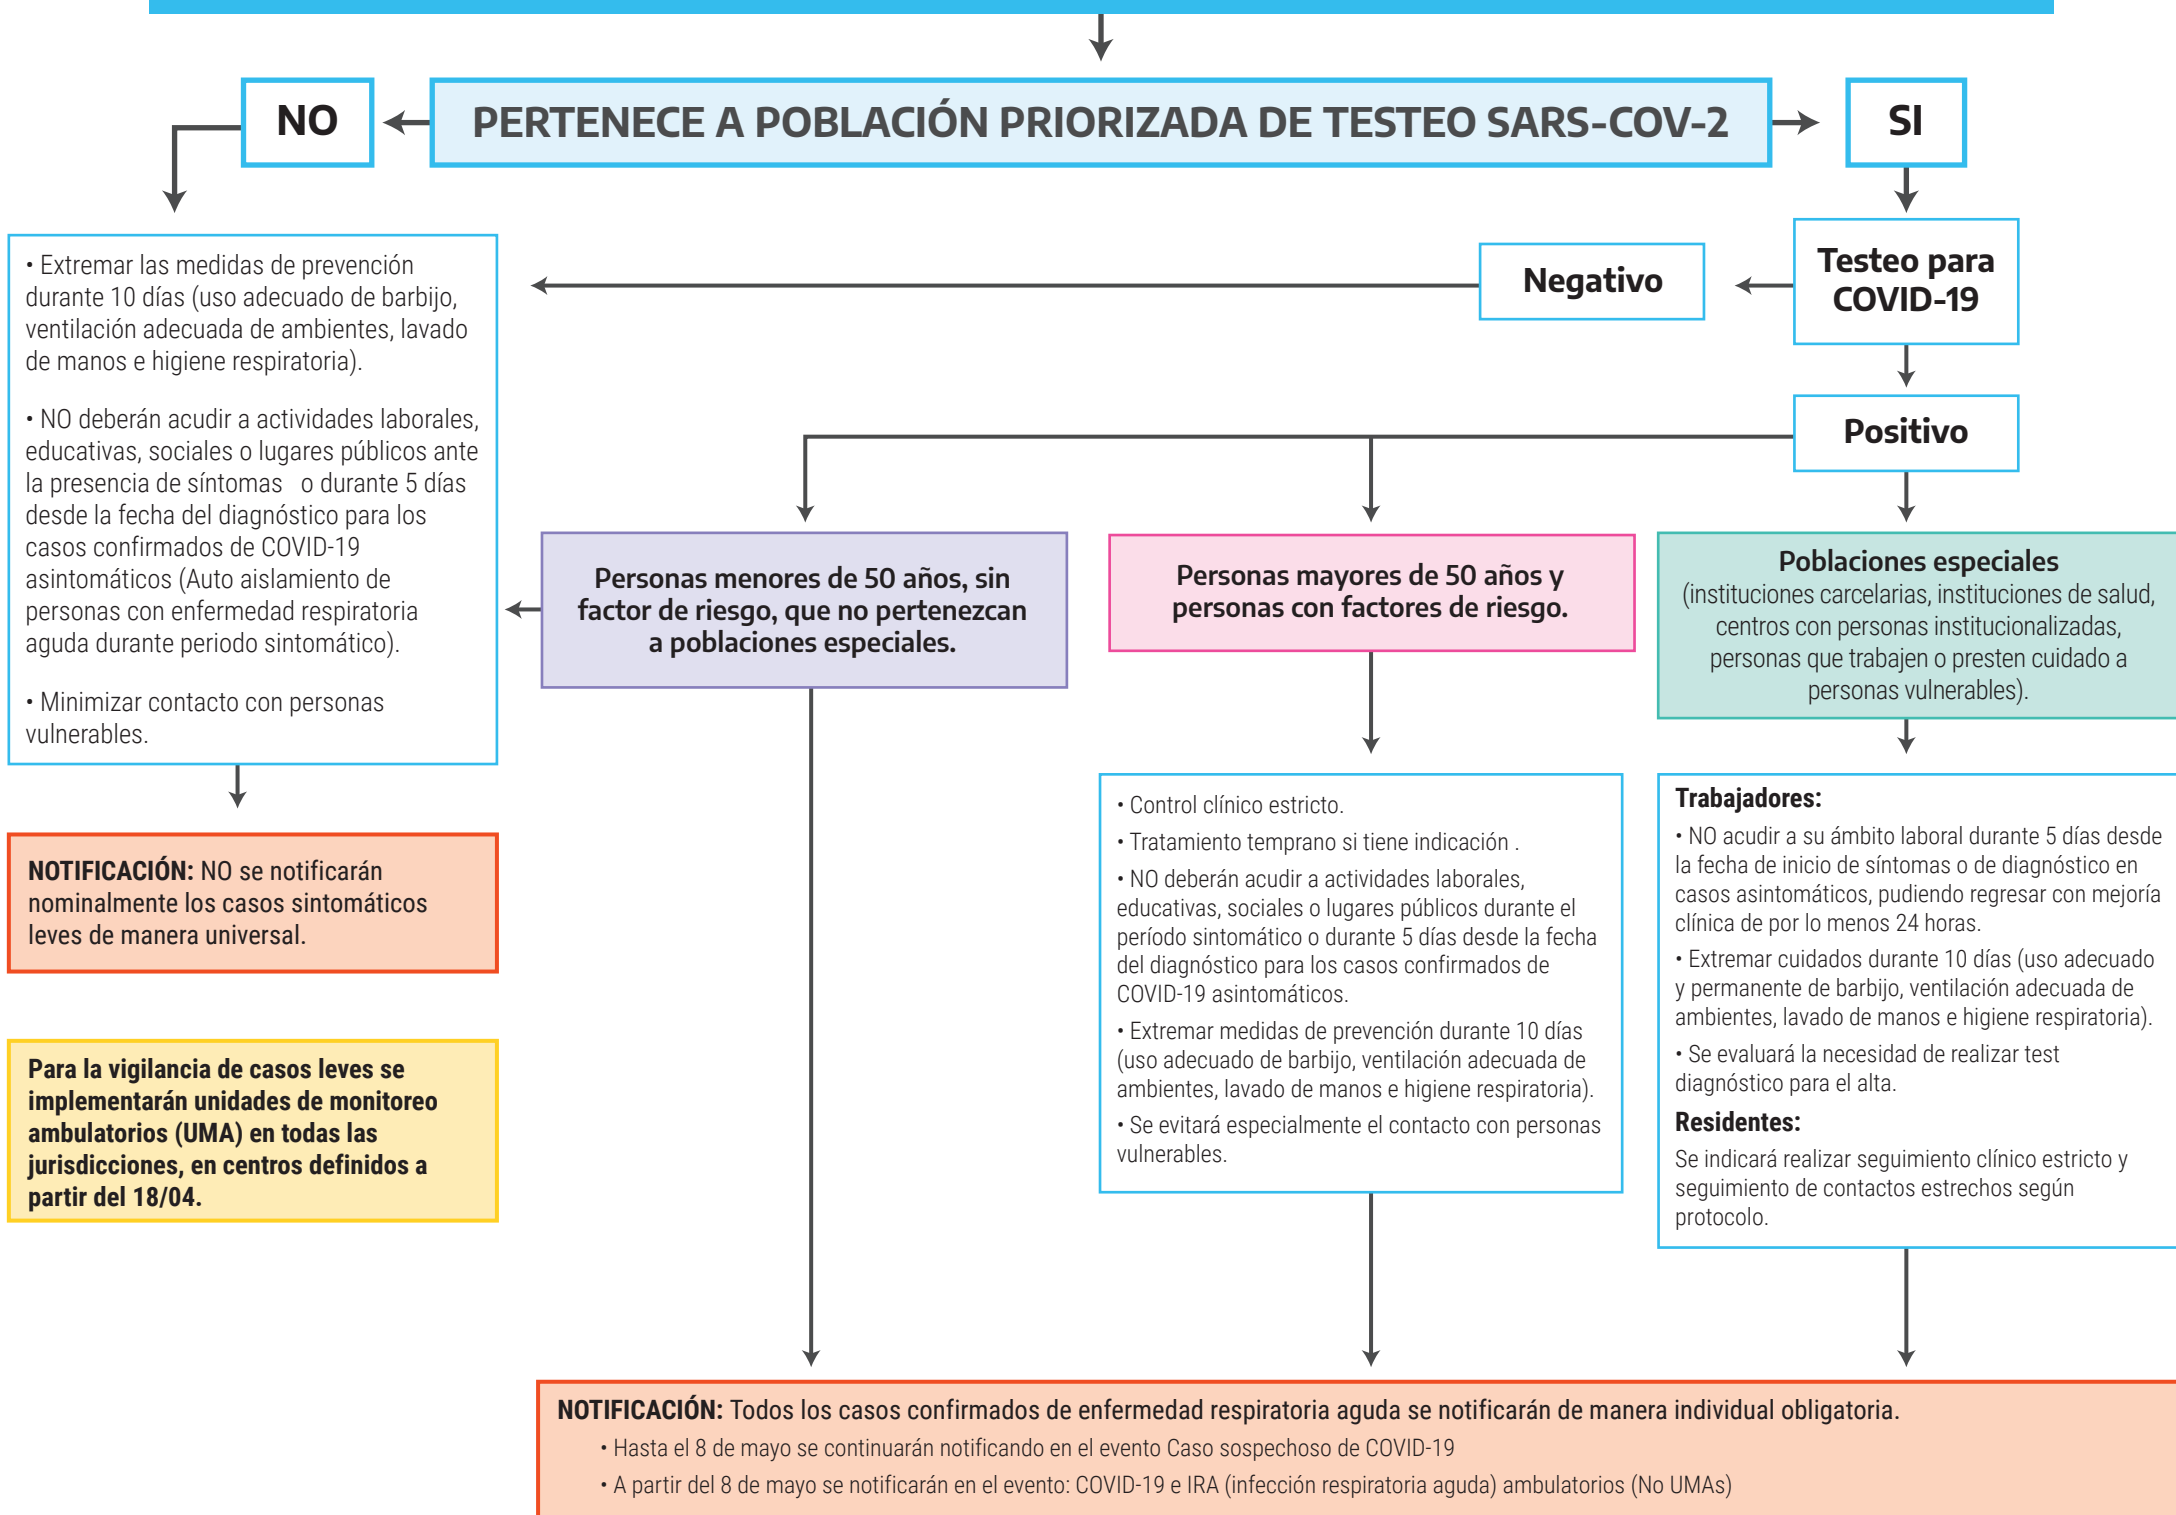 NO
PERTENECE A POBLACIÓN PRIORIZADA DE TESTEO SARS-COV-2
SI
• Extremar las medidas de prevención
durante 10 días (uso adecuado de barbijo,
ventilación adecuada de ambientes, lavado
de manos e higiene respiratoria).
• NO deberán acudir a actividades laborales,
educativas, sociales o lugares públicos ante
la presencia de síntomas o durante 5 días
desde la fecha del diagnóstico para los
casos confirmados de COVID-19
asintomáticos (Auto aislamiento de
personas con enfermedad respiratoria
aguda durante periodo sintomático).
• Minimizar contacto con personas
vulnerables.
Negativo
Testeo para
COVID-19
Positivo
Personas menores de 50 años, sin
factor de riesgo, que no pertenezcan
a poblaciones especiales.
Personas mayores de 50 años y
personas con factores de riesgo.
Poblaciones especiales
(instituciones carcelarias, instituciones de salud,
centros con personas institucionalizadas,
personas que trabajen o presten cuidado a
personas vulnerables).
NOTIFICACIÓN: NO se notificarán
nominalmente los casos sintomáticos
leves de manera universal.
Para la vigilancia de casos leves se
implementarán unidades de monitoreo
ambulatorios (UMA) en todas las
jurisdicciones, en centros definidos a
partir del 18/04.
• Control clínico estricto.
• Tratamiento temprano si tiene indicación .
• NO deberán acudir a actividades laborales,
educativas, sociales o lugares públicos durante el
período sintomático o durante 5 días desde la fecha
del diagnóstico para los casos confirmados de
COVID-19 asintomáticos.
• Extremar medidas de prevención durante 10 días
(uso adecuado de barbijo, ventilación adecuada de
ambientes, lavado de manos e higiene respiratoria).
• Se evitará especialmente el contacto con personas
vulnerables.
Trabajadores:
• NO acudir a su ámbito laboral durante 5 días desde
la fecha de inicio de síntomas o de diagnóstico en
casos asintomáticos, pudiendo regresar con mejoría
clínica de por lo menos 24 horas.
• Extremar cuidados durante 10 días (uso adecuado
y permanente de barbijo, ventilación adecuada de
ambientes, lavado de manos e higiene respiratoria).
• Se evaluará la necesidad de realizar test
diagnóstico para el alta.
Residentes:
Se indicará realizar seguimiento clínico estricto y
seguimiento de contactos estrechos según
protocolo.
NOTIFICACIÓN: Todos los casos confirmados de enfermedad respiratoria aguda se notificarán de manera individual obligatoria.
• Hasta el 8 de mayo se continuarán notificando en el evento Caso sospechoso de COVID-19
• A partir del 8 de mayo se notificarán en el evento: COVID-19 e IRA (infección respiratoria aguda) ambulatorios (No UMAs)